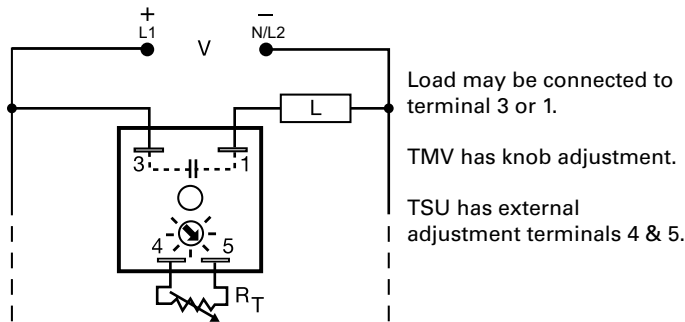 +
–
L1
V
N/L2
L
3
1
4
5
RT
Load may be connected to
terminal 3 or 1.
TMV has knob adjustment.
TSU has external
adjustment terminals 4 & 5.